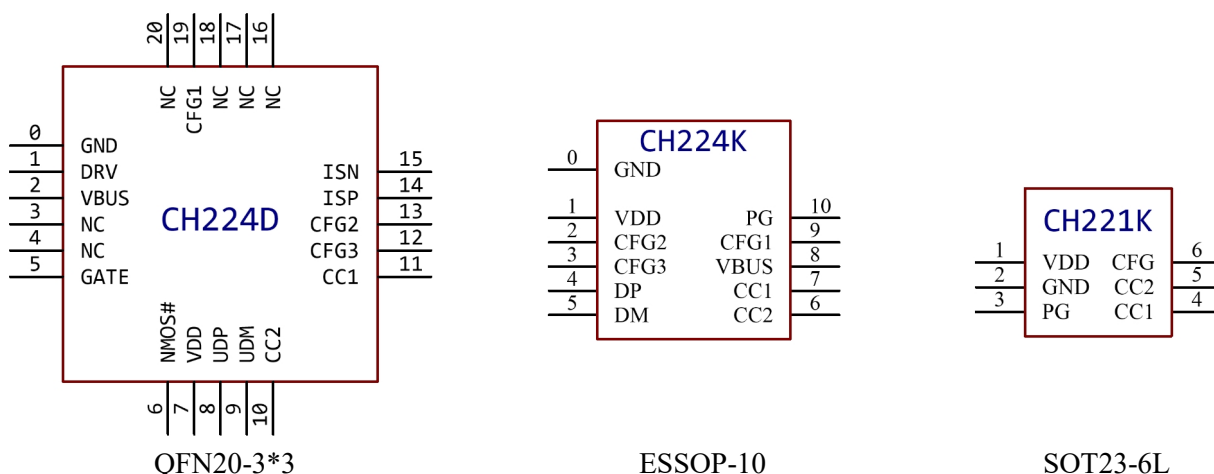 20 19 18 17 16
NC CFG1 NC NC NC
0 GND
1 DRV
2 VBUS
3 NC
4 NC
5 GATE
CH224D
ISN 15
ISP 14
CFG2 13
CFG3 12
CC1 11
NMOS# VDD UDP UDM CC2
6 7 8 9 10
QFN20-3*3
CH224K
0 GND
1 VDD PG 10
2 CFG2 CFG1 9
3 CFG3 VBUS 8
4 DP CC1 7
5 DM CC2 6
ESSOP-10
CH221K
1 VDD CFG 6
2 GND CC2 5
3 PG CC1 4
SOT23-6L